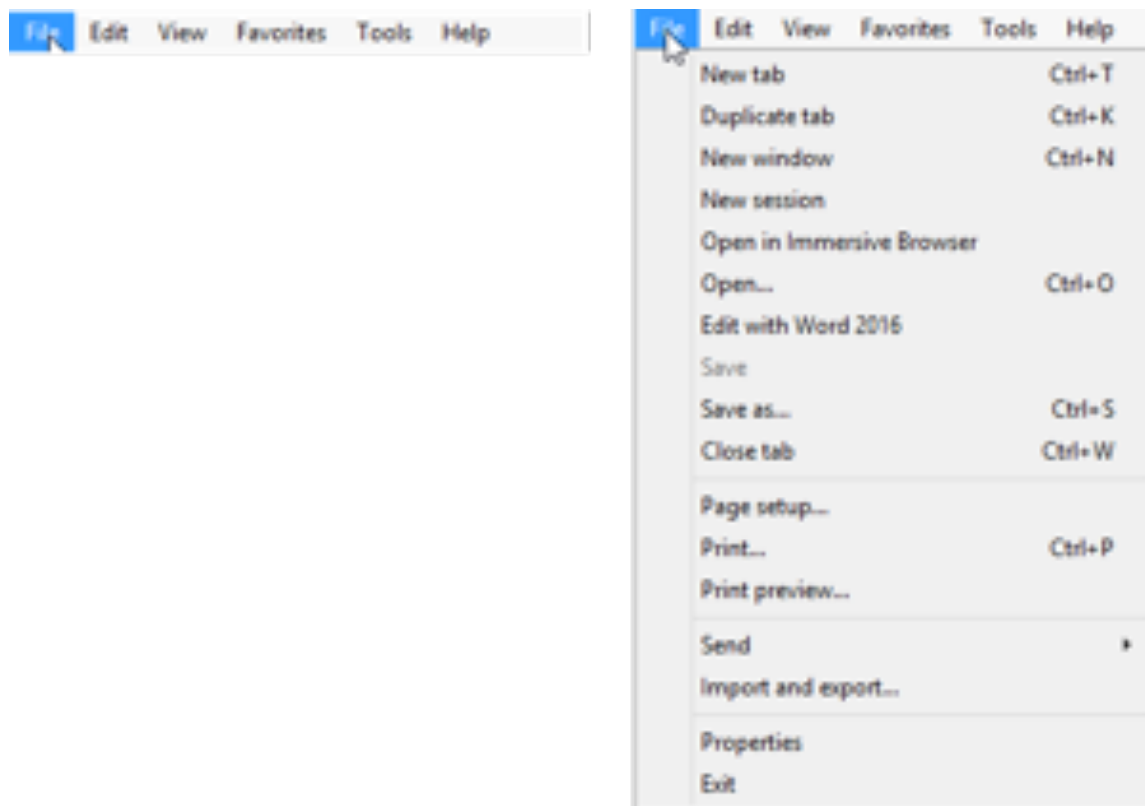 File Edit View Favorites Tools Help
File Edit View Favorites Tools Help
New tab Ctrl+T
Duplicate tab Ctrl+K
New window Ctrl+N
New session
Open in Immersive Browser
Open... Ctrl+O
Edit with Word 2016
Save
Save as... Ctrl+S
Close tab Ctrl+W
Page setup...
Print... Ctrl+P
Print preview...
Send
Import and export...
Properties
Exit